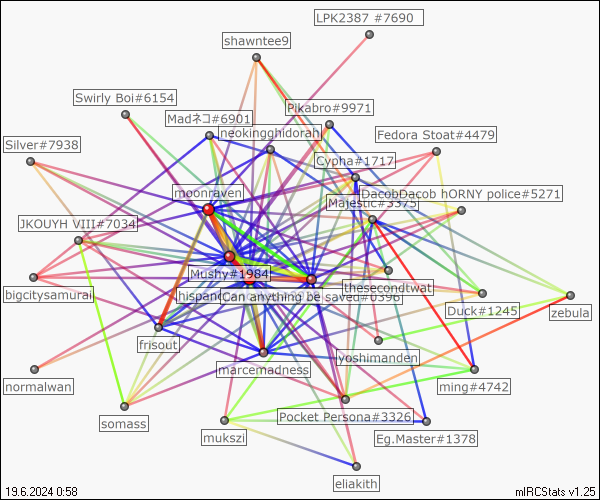 LPK2387 #7690
shawntee9
Swirly Boi#6154
Pikabro#9971
Madネコ#6901
neokingghidorah
Fedora Stoat#4479
Silver#7938
Cypha#1717
moonraven
DacobDacob hORNY police#5271
Majestic#3375
JKOUYH VIII#7034
Mushy#1984
thesecondtwat
bigcitysamurai
hispan
Can anything be saved#0396
Duck#1245
zebula
frisout
yoshimanden
marcemadness
normalwan
ming#4742
somass
Pocket Persona#3326
mukszi
Eg.Master#1378
eliakith
19.6.2024 0:58
mIRCStats v1.25